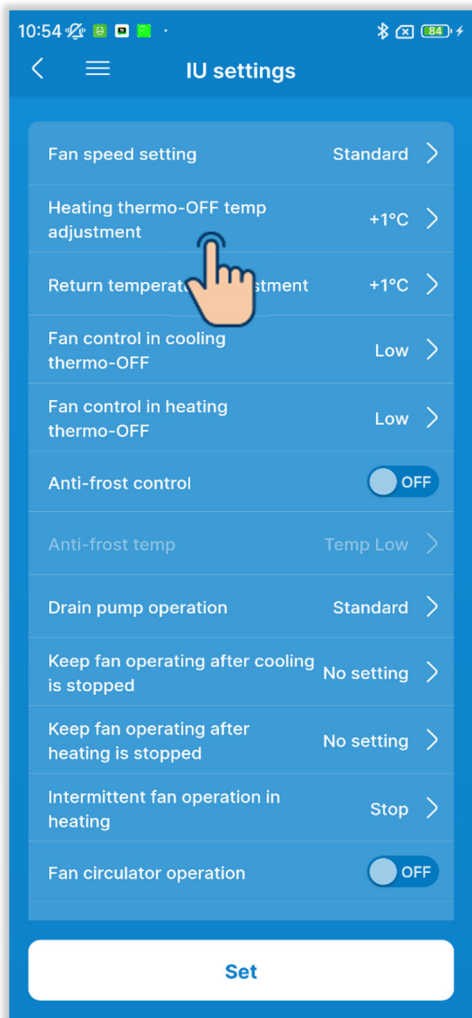 10:54
84
IU settings
Fan speed setting Standard
Heating thermo-OFF temp
adjustment +1°C
Return temperat stment +1°C
Fan control in cooling
thermo-OFF Low
Fan control in heating
thermo-OFF Low
Anti-frost control OFF
Anti-frost temp Temp Low
Drain pump operation Standard
Keep fan operating after cooling
is stopped No setting
Keep fan operating after
heating is stopped No setting
Intermittent fan operation in
heating Stop
Fan circulator operation OFF
Set